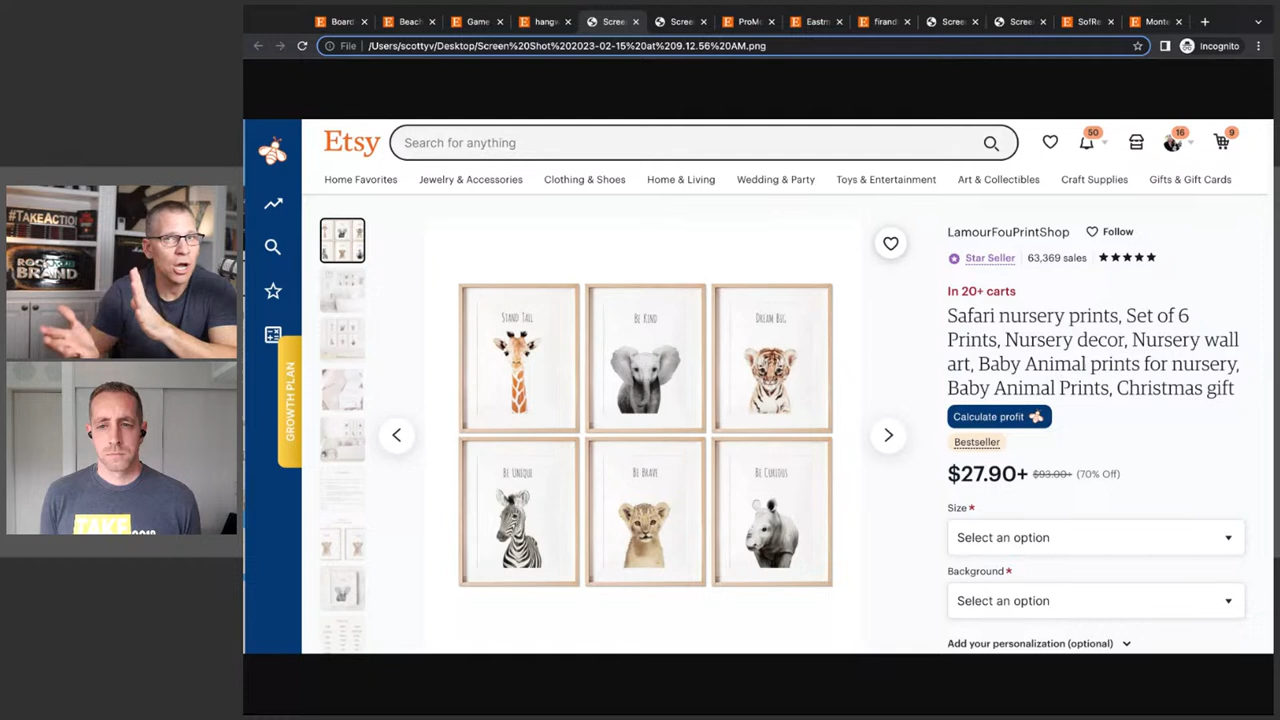 Board
Beach
Game
hangw
Scree
Scree
ProMo
Eastm
firand
Scree
Scree
SofRe
Monte
File
/Users/scottyv/Desktop/Screen%20Shot%202023-02-15%20at%209.12.56%20AM.png
Incognito
Etsy
Search for anything
50
16
9
Home Favorites
Jewelry & Accessories
Clothing & Shoes
Home & Living
Wedding & Party
Toys & Entertainment
Art & Collectibles
Craft Supplies
Gifts & Gift Cards
#TAKEACTION
BRAND
TAKE
GROWTH PLAN
STAND TALL
BE KIND
DREAM BIG
BE UNIQUE
BE BRAVE
BE CURIOUS
LamourFouPrintShop
Follow
Star Seller
63,369 sales
In 20+ carts
Safari nursery prints, Set of 6
Prints, Nursery decor, Nursery wall
art, Baby Animal prints for nursery,
Baby Animal Prints, Christmas gift
Calculate profit
Bestseller
$27.90+ $93.00+ (70% Off)
Size*
Select an option
Background*
Select an option
Add your personalization (optional)